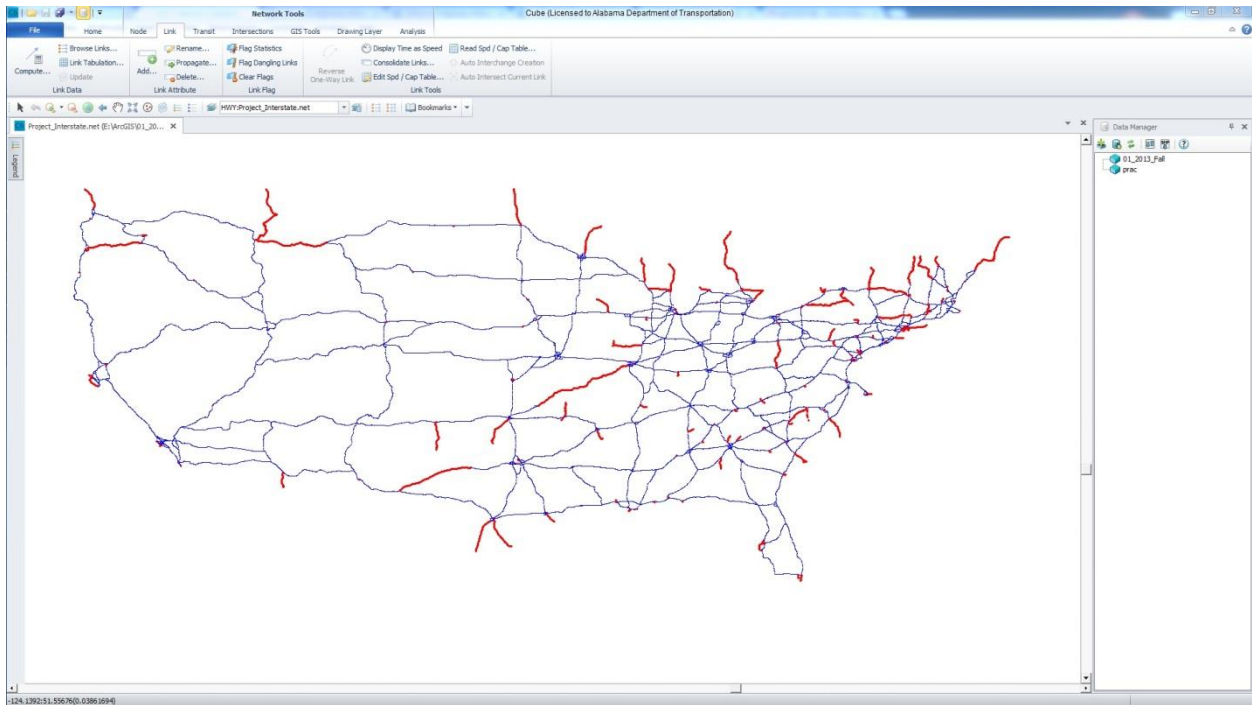 Network Tools
Cube (Licensed to Alabama Department of Transportation)
File Home Node Link Transit Intersections GIS Tools Drawing Layer Analysis
Compute...
Browse Links...
Link Tabulation...
Update
Link Data
Add...
Rename...
Propagate...
Delete...
Link Attribute
Flag Statistics
Flag Dangling Links
Clear Flags
Link Flag
Reverse
One-Way Link
Display Time as Speed
Consolidate Links...
Edit Spd / Cap Table...
Read Spd / Cap Table...
Auto Interchange Creation
Auto Intersect Current Link
Link Tools
HWY:Project_Interstate.net
Bookmarks
Project_Interstate.net (E:\ArcGIS\01_20... X
Legend
Data Manager
01_2013_Fall
prac
-124.1392:51.55676(0.03861694)